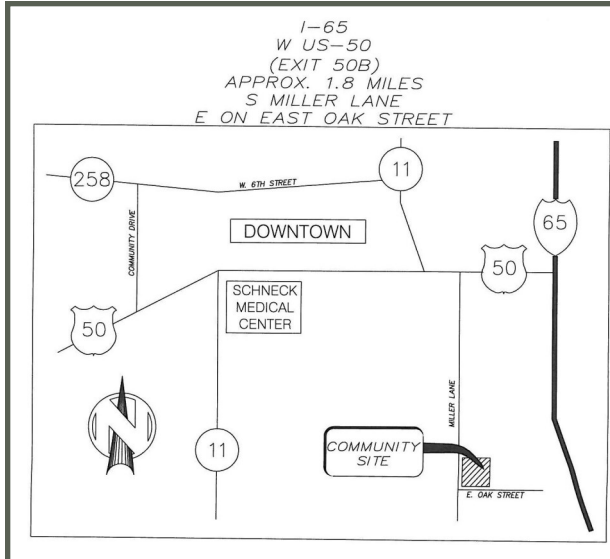 I-65
W US-50
(EXIT 50B)
APPROX. 1.8 MILES
S MILLER LANE
E ON EAST OAK STREET
258
W. 6TH STREET
11
COMMUNITY DRIVE
DOWNTOWN
65
50
SCHNECK
MEDICAL
CENTER
50
N
MILLER LANE
11
COMMUNITY
SITE
E. OAK STREET